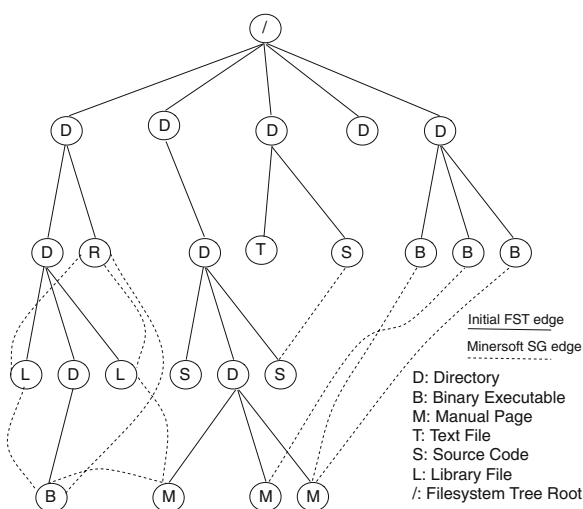 /
D D D D D
D R D T S B B B
L D L S D S
B M M M
Initial FST edge
Minersoft SG edge
D: Directory
B: Binary Executable
M: Manual Page
T: Text File
S: Source Code
L: Library File
/: Filesystem Tree Root